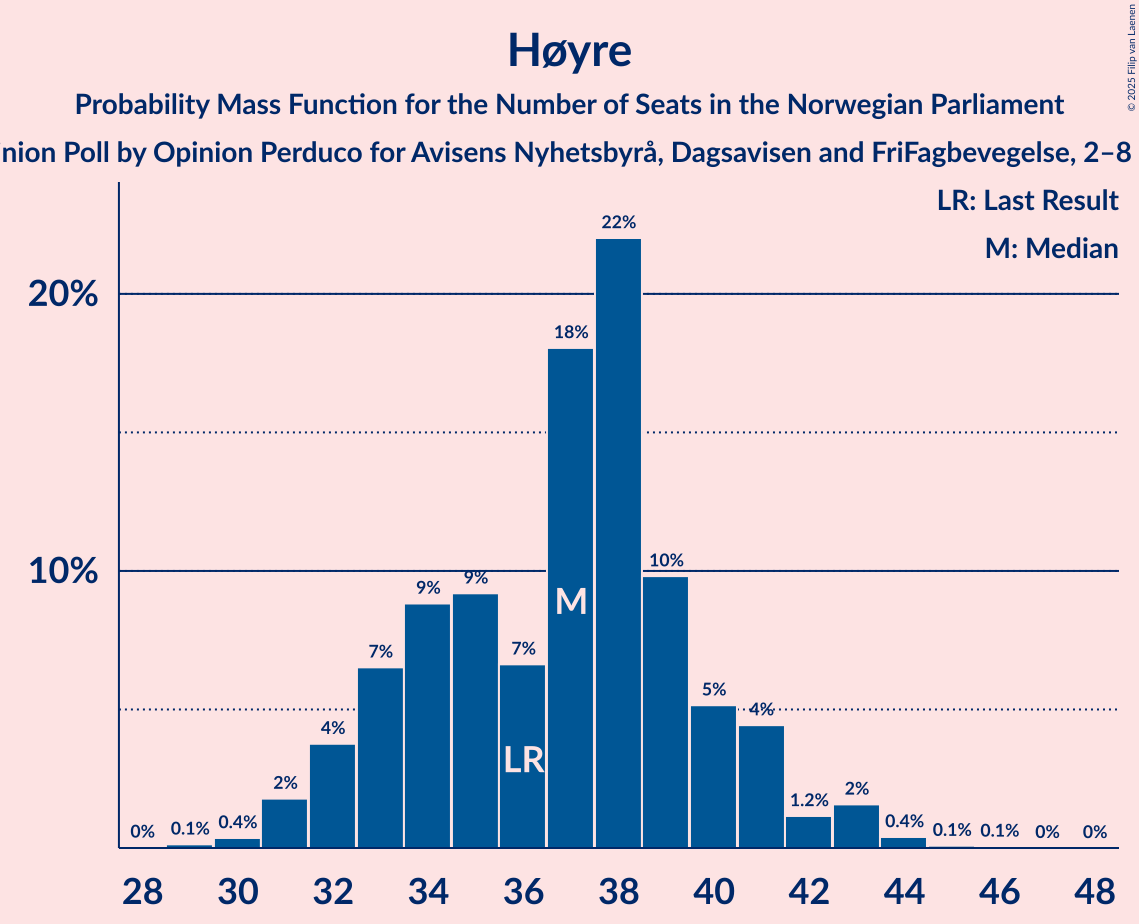 Høyre
Probability Mass Function for the Number of Seats in the Norwegian Parliament
nion Poll by Opinion Perduco for Avisens Nyhetsbyrå, Dagsavisen and FriFagbevegelse, 2–8
© 2025 Filip van Laenen
LR: Last Result
M: Median
20%
10%
0%
0.1%
0.4%
2%
4%
7%
9%
9%
7%
18%
22%
10%
5%
4%
1.2%
2%
0.4%
0.1%
0.1%
0%
0%
M
LR
28 30 32 34 36 38 40 42 44 46 48